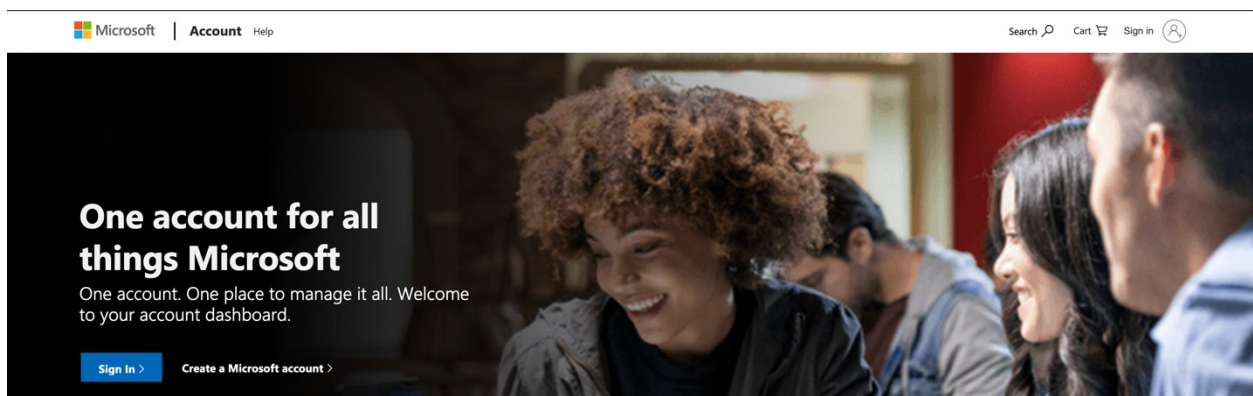 Microsoft | Account Help Search Cart Sign in
One account for all
things Microsoft
One account. One place to manage it all. Welcome
to your account dashboard.
Sign In > Create a Microsoft account >